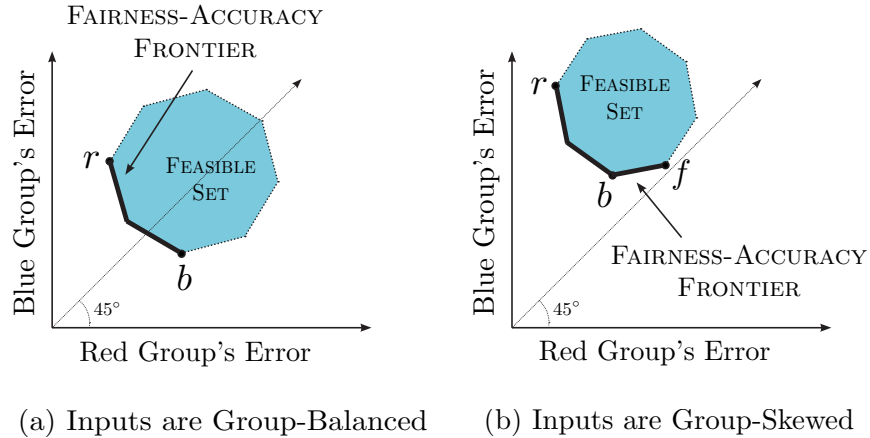 FAIRNESS-ACCURACY
FRONTIER
Blue Group's Error
r
FEASIBLE
SET
b
45°
Red Group's Error
(a) Inputs are Group-Balanced
Blue Group's Error
r
FEASIBLE
SET
b
f
FAIRNESS-ACCURACY
FRONTIER
45°
Red Group's Error
(b) Inputs are Group-Skewed